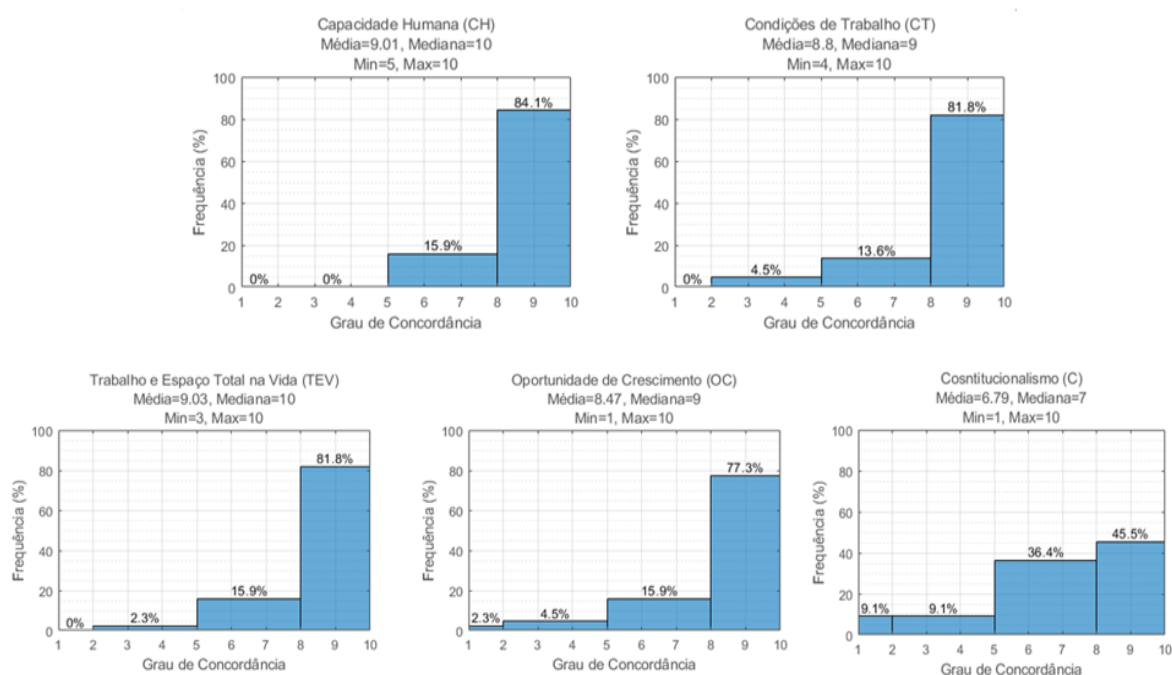 Capacidade Humana (CH)
Média=9.01, Mediana=10
Min=5, Max=10
100
80
60
40
20
0
Frequência (%)
0%
0%
15.9%
84.1%
1 2 3 4 5 6 7 8 9 10
Grau de Concordância
Condições de Trabalho (CT)
Média=8.8, Mediana=9
Min=4, Max=10
100
80
60
40
20
0
Frequência (%)
0%
4.5%
13.6%
81.8%
1 2 3 4 5 6 7 8 9 10
Grau de Concordância
Trabalho e Espaço Total na Vida (TEV)
Média=9.03, Mediana=10
Min=3, Max=10
100
80
60
40
20
0
Frequência (%)
0%
2.3%
15.9%
81.8%
1 2 3 4 5 6 7 8 9 10
Grau de Concordância
Oportunidade de Crescimento (OC)
Média=8.47, Mediana=9
Min=1, Max=10
100
80
60
40
20
0
Frequência (%)
2.3%
4.5%
15.9%
77.3%
1 2 3 4 5 6 7 8 9 10
Grau de Concordância
Cosntitucionalismo (C)
Média=6.79, Mediana=7
Min=1, Max=10
100
80
60
40
20
0
Frequência (%)
9.1%
9.1%
36.4%
45.5%
1 2 3 4 5 6 7 8 9 10
Grau de Concordância